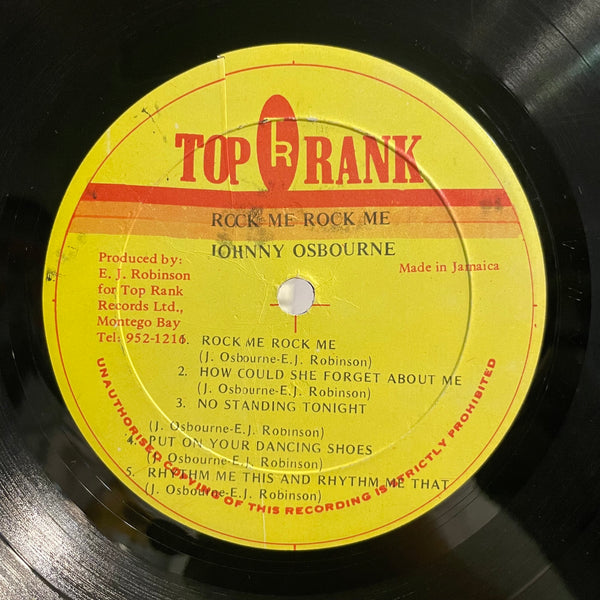 TOP RANK
ROCK ME ROCK ME
JOHNNY OSBOURNE
Produced by:
E. J. Robinson
for Top Rank
Records Ltd.,
Montego Bay
Tel: 952-1216
Made in Jamaica
. ROCK ME ROCK ME
(J. Osbourne-E.J. Robinson)
2. HOW COULD SHE FORGET ABOUT ME
(J. Osbourne-E.J. Robinson)
3. NO STANDING TONIGHT
(J. Osbourne-E.J. Robinson)
4. PUT ON YOUR DANCING SHOES
(J. Osbourne-E.J. Robinson)
5. RHYTHM ME THIS AND RHYTHM ME THAT
(J. Osbourne-E.J. Robinson)
UNAUTHORISED COPYING OF THIS RECORDING IS STRICTLY PROHIBITED